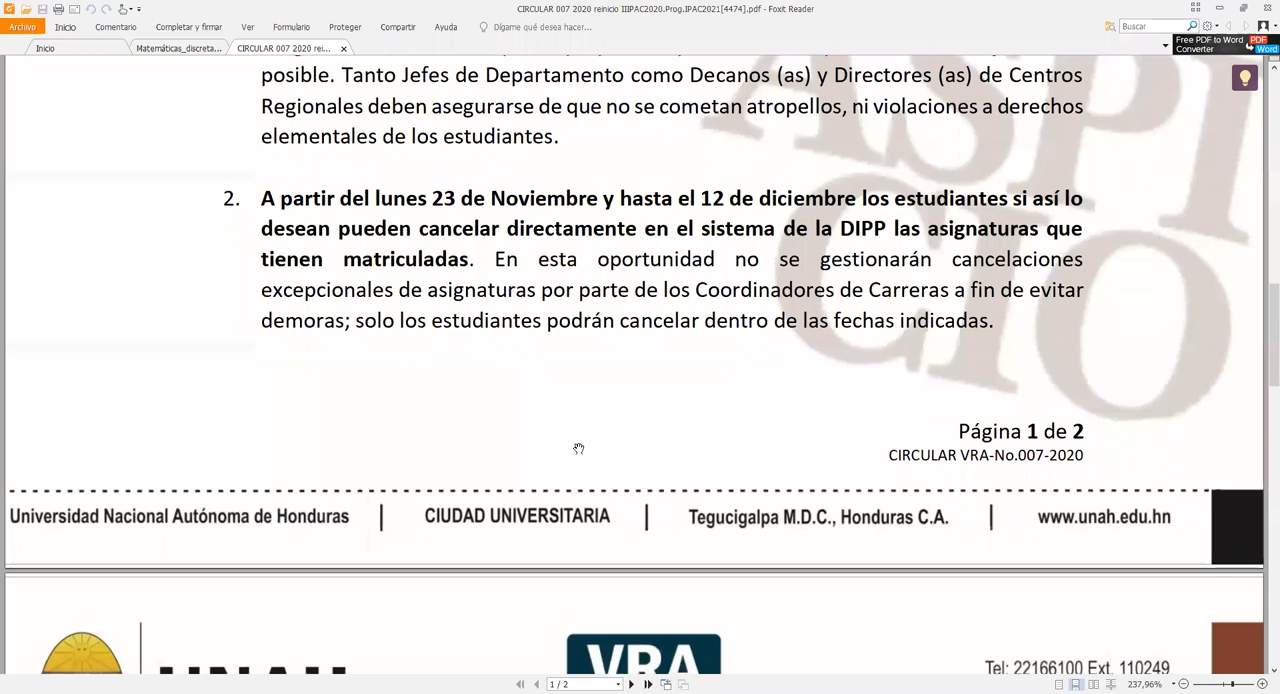 CIRCULAR 007 2020 reinicio IIIPAC2020.Prog.IPAC2021[4474].pdf - Foxit Reader
Archivo Inicio Comentario Completar y firmar Ver Formulario Proteger Compartir Ayuda Dígame qué desea hacer... Buscar
Free PDF to Word Converter PDF Word
Inicio Matemáticas_discreta... CIRCULAR 007 2020 rei...
posible. Tanto Jefes de Departamento como Decanos (as) y Directores (as) de Centros
Regionales deben asegurarse de que no se cometan atropellos, ni violaciones a derechos
elementales de los estudiantes.
2. A partir del lunes 23 de Noviembre y hasta el 12 de diciembre los estudiantes si así lo
desean pueden cancelar directamente en el sistema de la DIPP las asignaturas que
tienen matriculadas. En esta oportunidad no se gestionarán cancelaciones
excepcionales de asignaturas por parte de los Coordinadores de Carreras a fin de evitar
demoras; solo los estudiantes podrán cancelar dentro de las fechas indicadas.
Página 1 de 2
CIRCULAR VRA-No.007-2020
Universidad Nacional Autónoma de Honduras | CIUDAD UNIVERSITARIA | Tegucigalpa M.D.C., Honduras C.A. | www.unah.edu.hn
UNAH VRA Tel: 22166100 Ext. 110249
1 / 2 237,96%